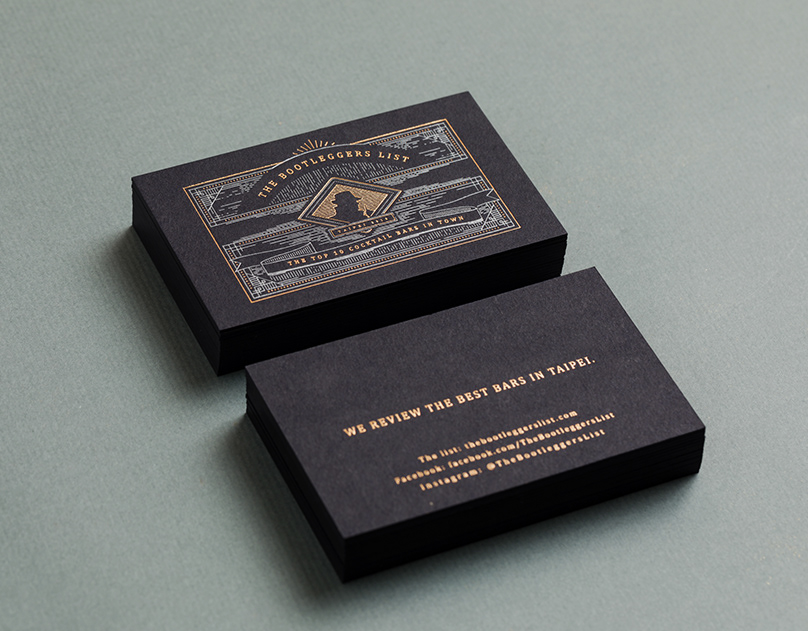 THE BOOTLEGGERS LIST
THE TOP 10 COCKTAIL BARS IN TOWN
WE REVIEW THE BEST BARS IN TAIPEI.
The list: thebootleggerslist.com
Facebook: facebook.com/TheBootleggersList
Instagram: @TheBootleggersList